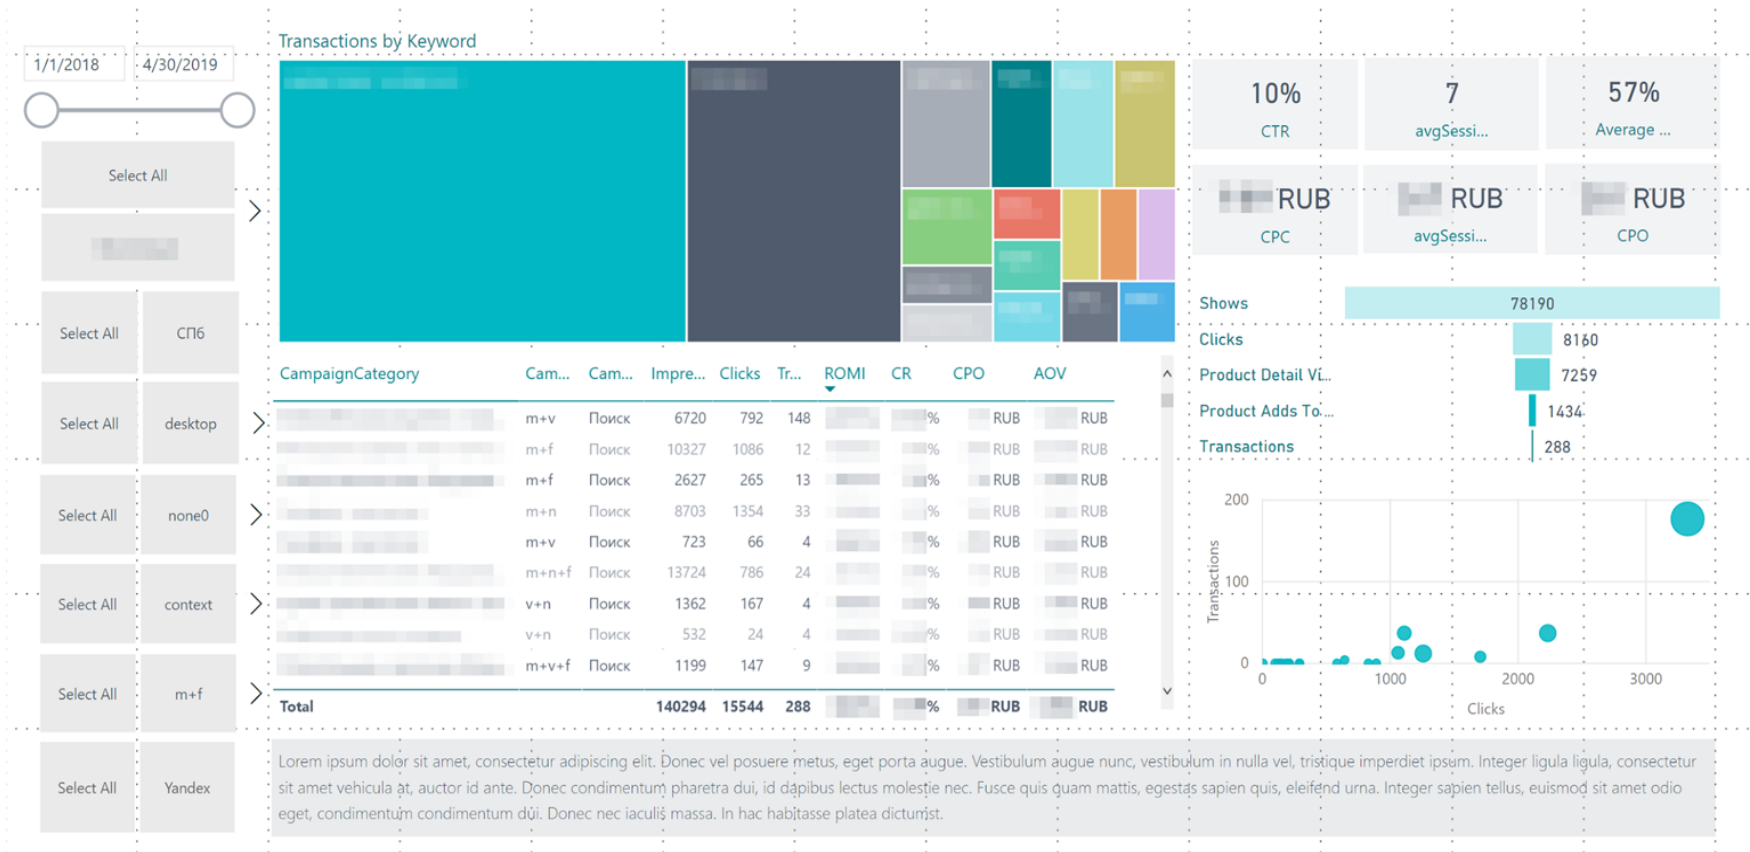 1/1/2018 4/30/2019
Select All
Select All СПб
Select All desktop
Select All none0
Select All context
Select All m+f
Select All Yandex
Transactions by Keyword
CampaignCategory Cam... Cam... Impre... Clicks Tr... ROMI CR CPO AOV
m+v Поиск 6720 792 148 % RUB RUB
m+f Поиск 10327 1086 12 % RUB RUB
m+f Поиск 2627 265 13 % RUB RUB
m+n Поиск 8703 1354 33 % RUB RUB
m+v Поиск 723 66 4 % RUB RUB
m+n+f Поиск 13724 786 24 % RUB RUB
v+n Поиск 1362 167 4 % RUB RUB
v+n Поиск 532 24 4 % RUB RUB
m+v+f Поиск 1199 147 9 % RUB RUB
Total 140294 15544 288 % RUB RUB
10% 7 57%
CTR avgSessi... Average ...
RUB RUB RUB
CPC avgSessi... CPO
Shows 78190
Clicks 8160
Product Detail Vi... 7259
Product Adds To... 1434
Transactions 288
200
100
0
Transactions
0 1000 2000 3000
Clicks
Lorem ipsum dolor sit amet, consectetur adipiscing elit. Donec vel posuere metus, eget porta augue. Vestibulum augue nunc, vestibulum in nulla vel, tristique imperdiet ipsum. Integer ligula ligula, consectetur
sit amet vehicula at, auctor id ante. Donec condimentum pharetra dui, id dapibus lectus molestie nec. Fusce quis quam mattis, egestas sapien quis, eleifend urna. Integer sapien tellus, euismod sit amet odio
eget, condimentum condimentum dui. Donec nec iaculis massa. In hac habitasse platea dictumst.